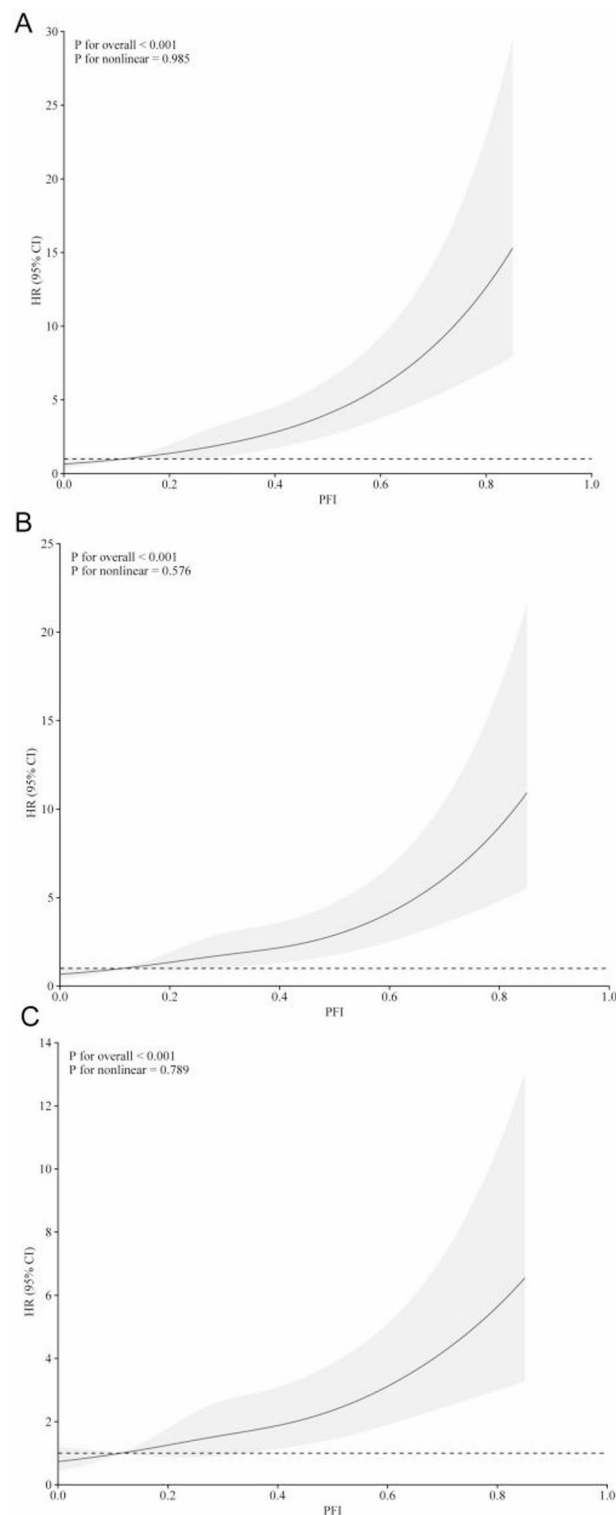 A
P for overall < 0.001
P for nonlinear = 0.985
30
25
20
15
10
5
0
HR (95% CI)
0.0 0.2 0.4 0.6 0.8 1.0
PFI
B
P for overall < 0.001
P for nonlinear = 0.576
25
20
15
10
5
0
HR (95% CI)
0.0 0.2 0.4 0.6 0.8 1.0
PFI
C
P for overall < 0.001
P for nonlinear = 0.789
14
12
10
8
6
4
2
0
HR (95% CI)
0.0 0.2 0.4 0.6 0.8 1.0
PFI